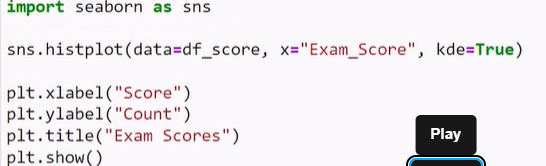 import seaborn as sns
sns.histplot(data=df_score, x="Exam_Score", kde=True)
plt.xlabel("Score")
plt.ylabel("Count")
plt.title("Exam Scores")
plt.show()
Play